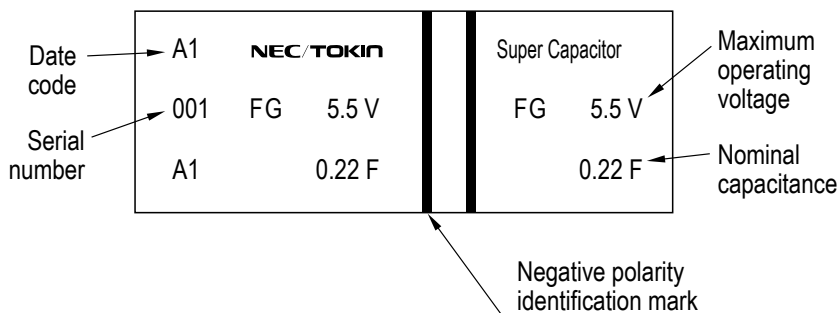 Date
code
Serial
number
A1 NEC/TOKIN
001 FG 5.5 V
A1 0.22 F
Super Capacitor
FG 5.5 V
0.22 F
Maximum
operating
voltage
Nominal
capacitance
Negative polarity
identification mark